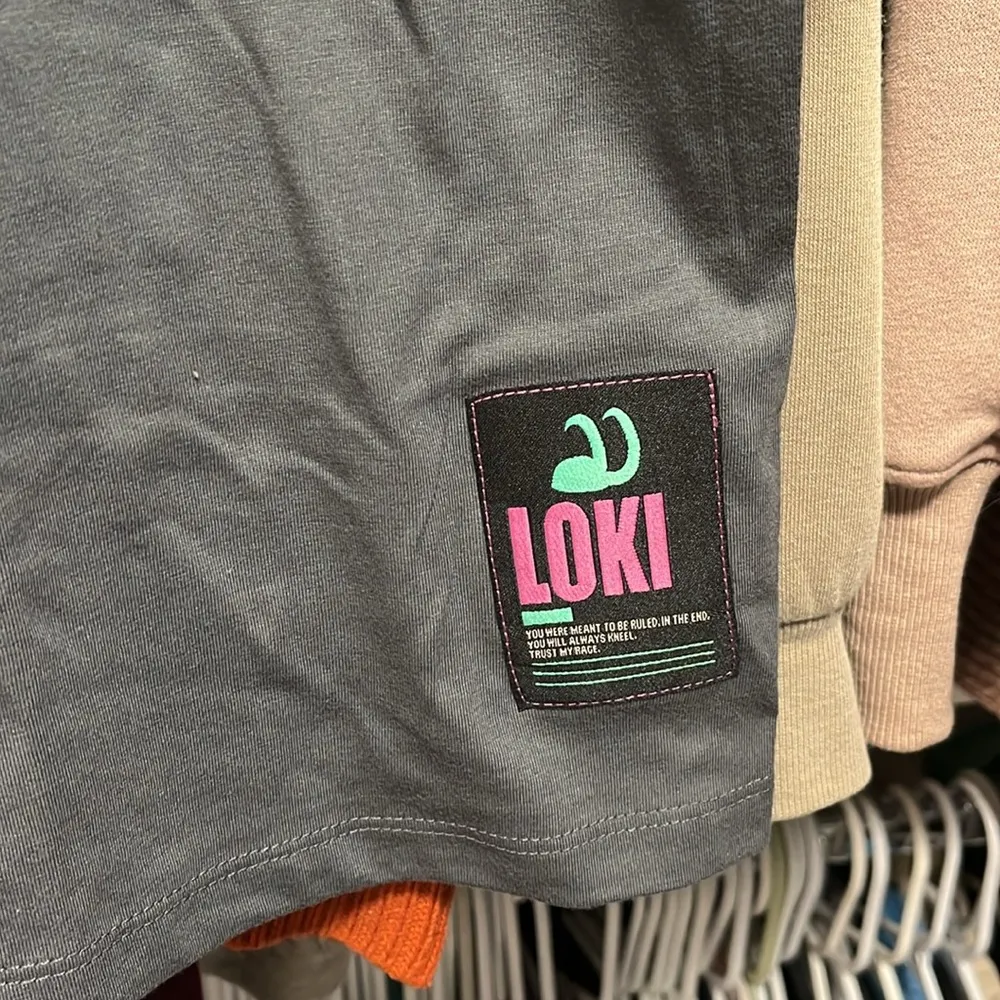 LOKI
YOU WERE MEANT TO BE RULED. IN THE END.
YOU WILL ALWAYS KNEEL.
TRUST MY RAGE.